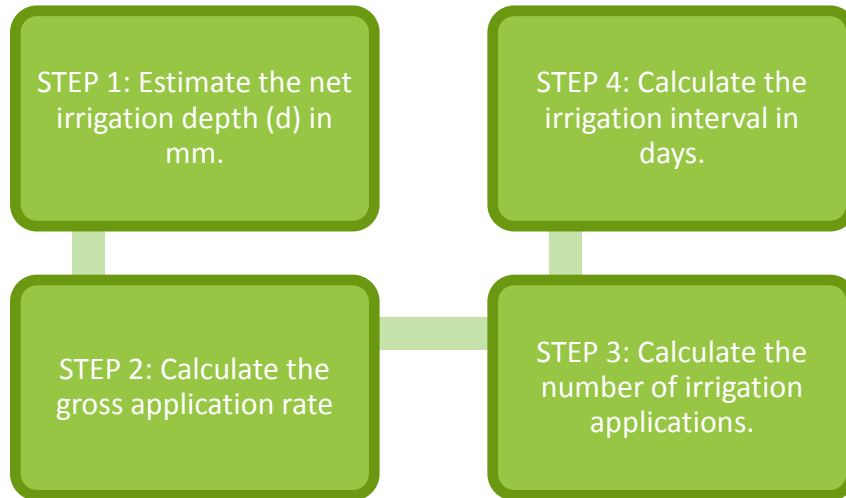 STEP 1: Estimate the net
irrigation depth (d) in
mm.
STEP 2: Calculate the
gross application rate
STEP 3: Calculate the
number of irrigation
applications.
STEP 4: Calculate the
irrigation interval in
days.